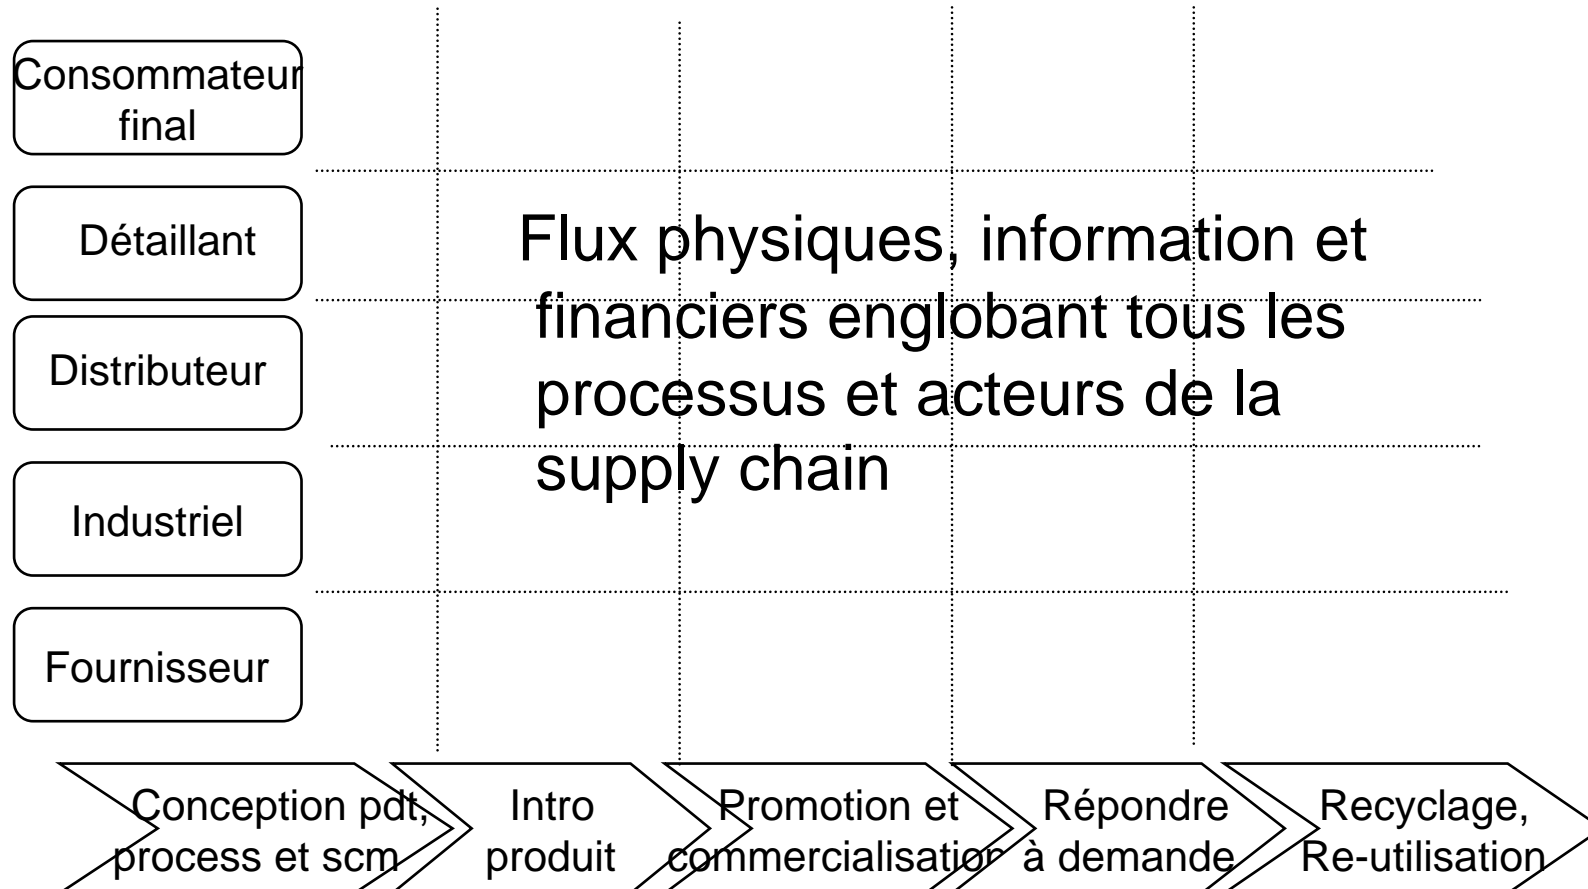 Consommateur
final
Détaillant
Flux physiques, information et
financiers englobant tous les
processus et acteurs de la
supply chain
Distributeur
Industriel
Fournisseur
Conception pdt,
process et scm
Intro
produit
Promotion et
commercialisation
Répondre
à demande
Recyclage,
Re-utilisation